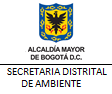 ALCALDÍA MAYOR
DE BOGOTÁ D.C.
SECRETARIA DISTRITAL
DE AMBIENTE